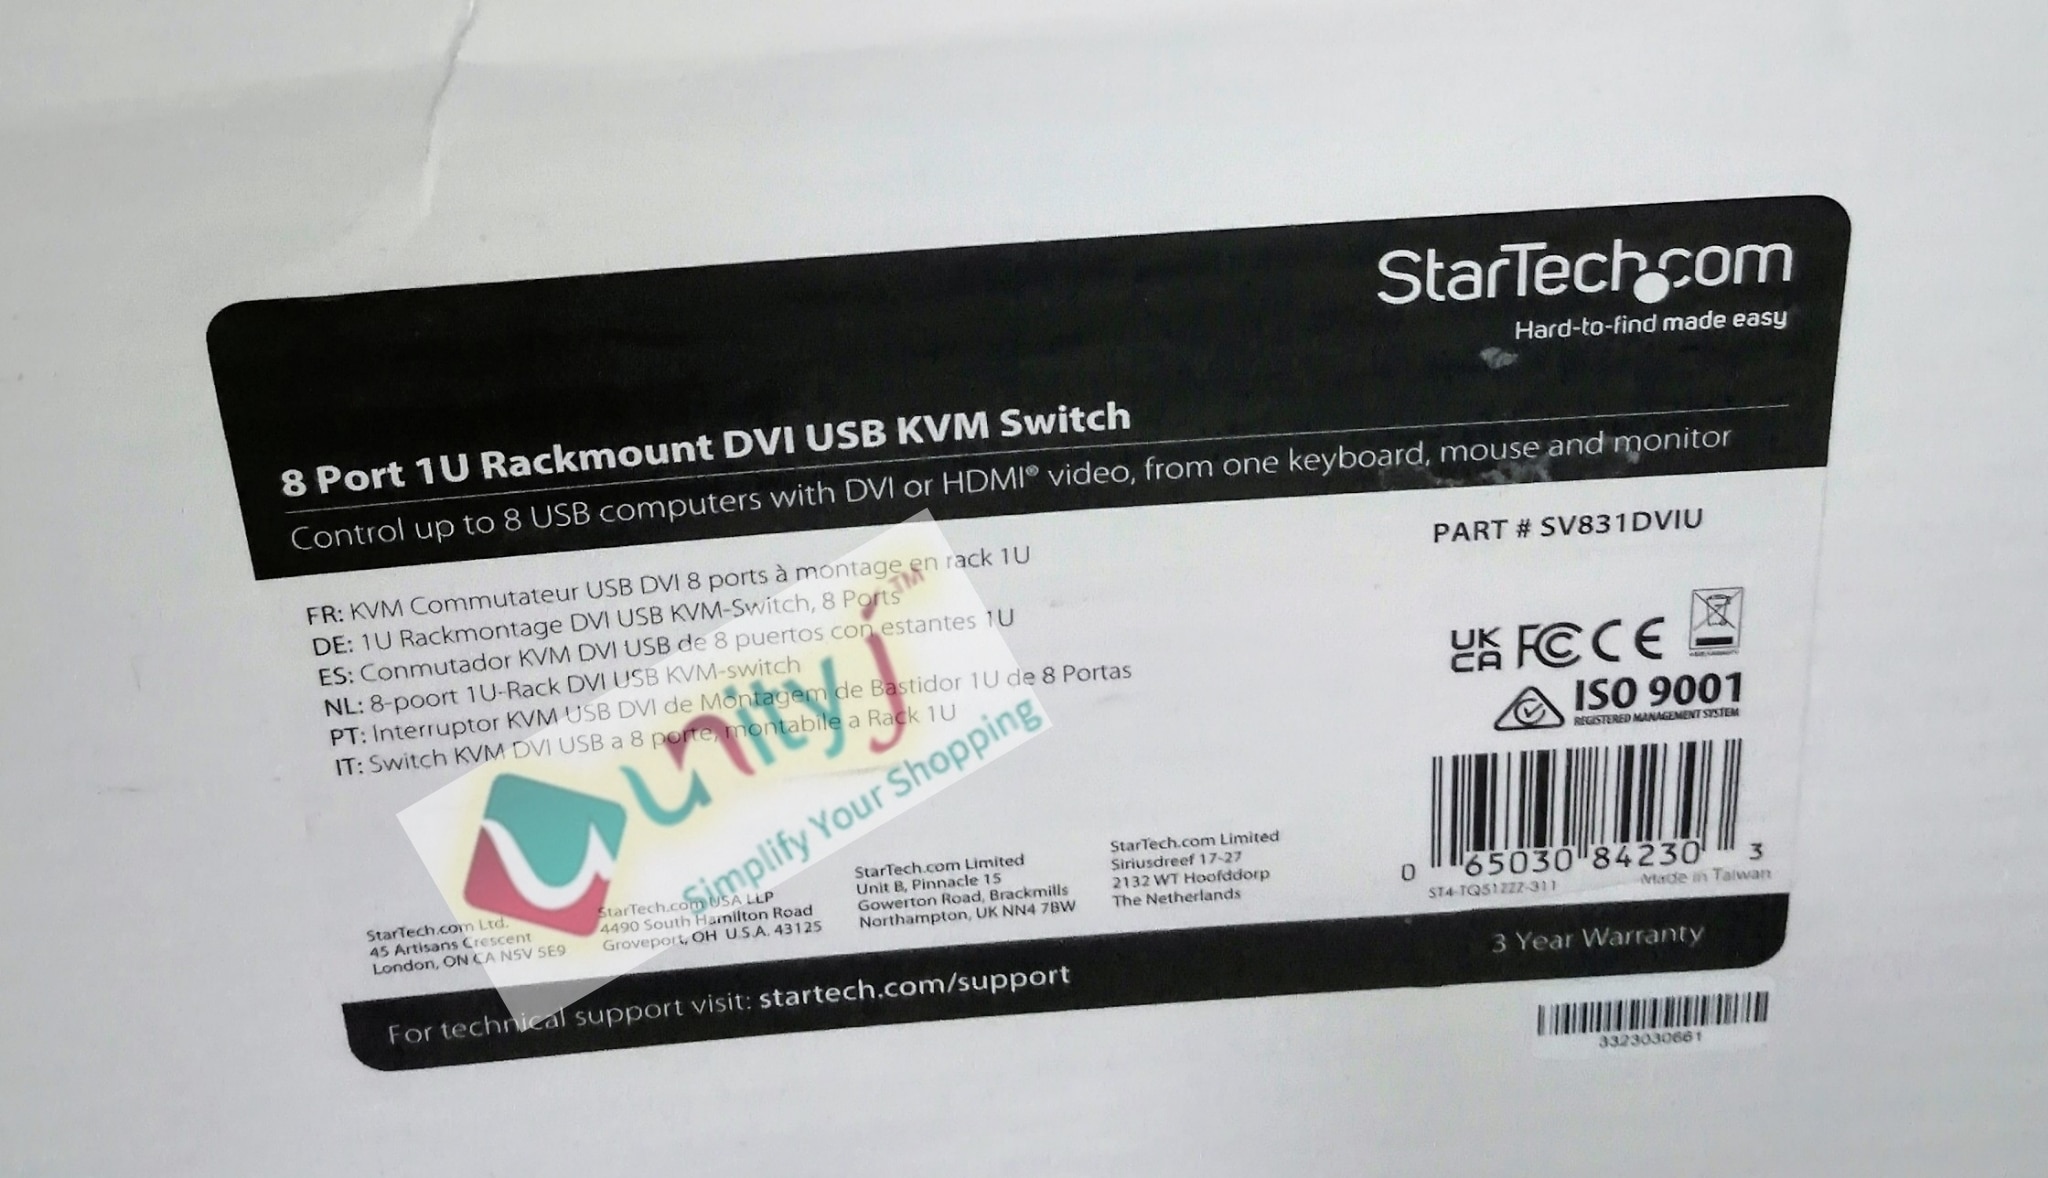 StarTech.com
Hard-to-find made easy
8 Port 1U Rackmount DVI USB KVM Switch
Control up to 8 USB computers with DVI or HDMI® video, from one keyboard, mouse and monitor
FR: KVM Commutateur USB DVI 8 ports à montage en rack 1U
DE: 1U Rackmontage DVI USB KVM-Switch, 8 Ports
ES: Conmutador KVM DVI USB de 8 puertos con estantes 1U
NL: 8-poort 1U-Rack DVI USB KVM-switch
PT: Interruptor KVM USB DVI de Montagem de Bastidor 1U de 8 Portas
IT: Switch KVM DVI USB a 8 porte, montabile a Rack 1U
PART # SV831DVIU
UK
CA
FC CE
ISO 9001
REGISTERED MANAGEMENT SYSTEM
0 65030 84230 3
ST4-TQ51222-311
Made in Taiwan
unityj™
Simplify Your Shopping
StarTech.com Ltd.
45 Artisans Crescent
London, ON CA N5V 5E9
StarTech.com USA LLP
4490 South Hamilton Road
Groveport, OH U.S.A. 43125
StarTech.com Limited
Unit B, Pinnacle 15
Gowerton Road, Brackmills
Northampton, UK NN4 7BW
StarTech.com Limited
Siriusdreef 17-27
2132 WT Hoofddorp
The Netherlands
3 Year Warranty
For technical support visit: startech.com/support
3323030661